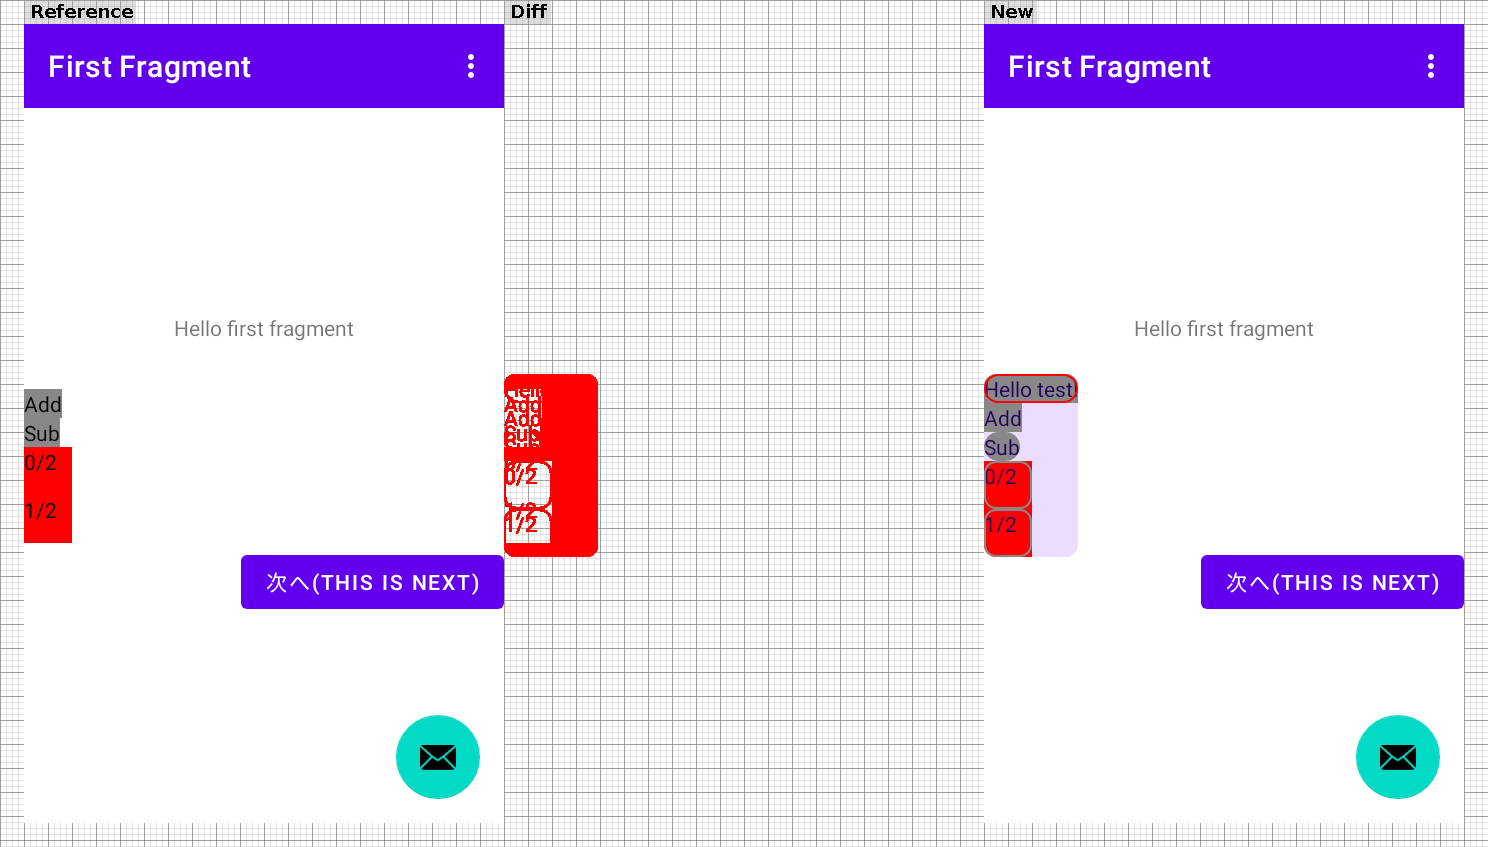 Reference
Diff
New
First Fragment
Hello first fragment
Add
Sub
0/2
1/2
次へ(THIS IS NEXT)
Hell
Add
Add
Sub
0/2
1/2
First Fragment
Hello first fragment
Hello test!
Add
Sub
0/2
1/2
次へ(THIS IS NEXT)